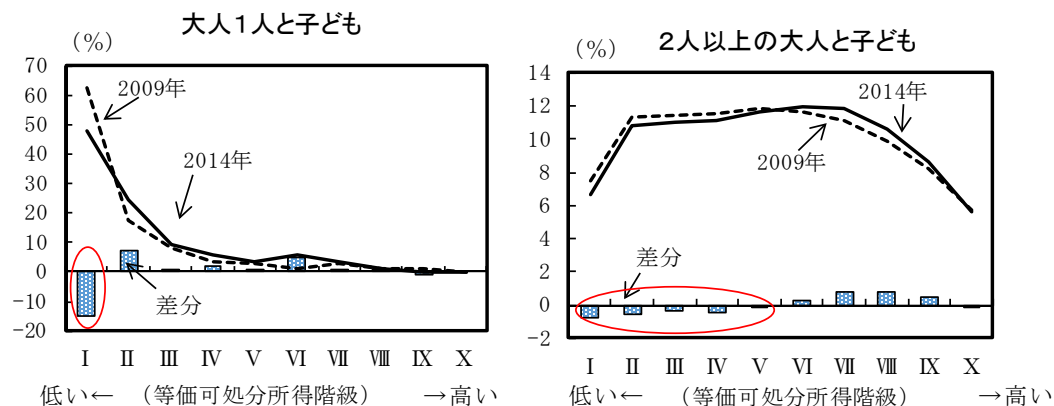 大人1人と子ども
(%)
70
60
50
40
30
20
10
0
-10
-20
2009年
2014年
差分
Ⅰ Ⅱ Ⅲ Ⅳ Ⅴ Ⅵ Ⅶ Ⅷ Ⅸ Ⅹ
低い← (等価可処分所得階級) →高い
2人以上の大人と子ども
(%)
14
12
10
8
6
4
2
0
-2
2014年
2009年
差分
Ⅰ Ⅱ Ⅲ Ⅳ Ⅴ Ⅵ Ⅶ Ⅷ Ⅸ Ⅹ
低い← (等価可処分所得階級) →高い